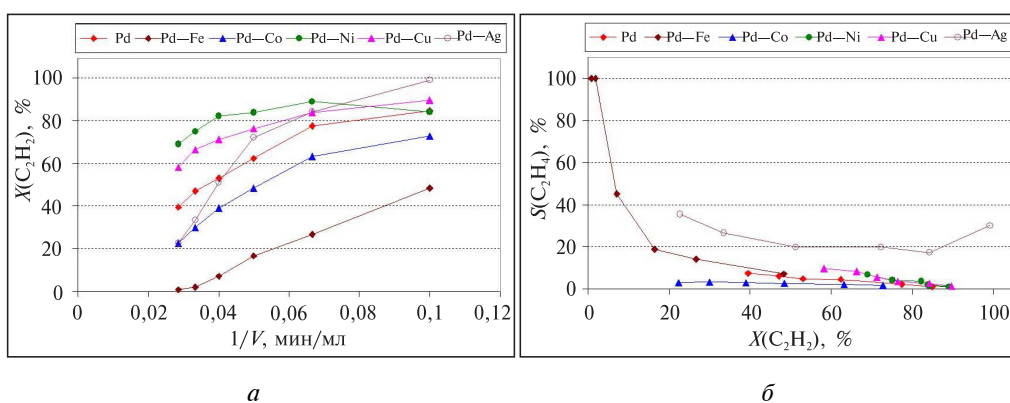 Pd Pd—Fe Pd—Co Pd—Ni Pd—Cu Pd—Ag
X(C₂H₂), %
100
80
60
40
20
0
0 0,02 0,04 0,06 0,08 0,1 0,12
1/V, мин/мл
а
Pd Pd—Fe Pd—Co Pd—Ni Pd—Cu Pd—Ag
S(C₂H₄), %
100
80
60
40
20
0
0 20 40 60 80 100
X(C₂H₂), %
б